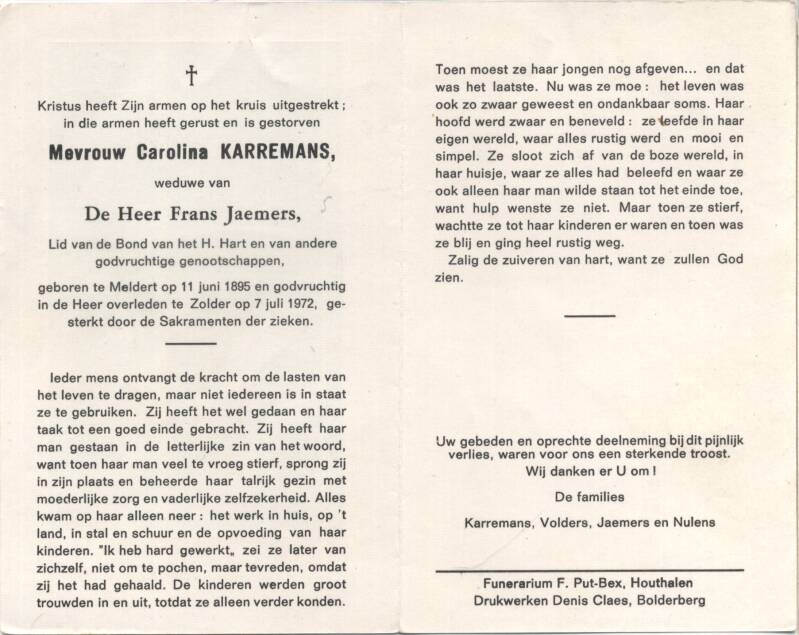 Kristus heeft Zijn armen op het kruis uitgestrekt ;
in die armen heeft gerust en is gestorven
Mevrouw Carolina KARREMANS,
weduwe van
De Heer Frans Jaemers,
Lid van de Bond van het H. Hart en van andere
godvruchtige genootschappen,
geboren te Meldert op 11 juni 1895 en godvruchtig
in de Heer overleden te Zolder op 7 juli 1972, ge-
sterkt door de Sakramenten der zieken.
Ieder mens ontvangt de kracht om de lasten van
het leven te dragen, maar niet iedereen is in staat
ze te gebruiken. Zij heeft het wel gedaan en haar
taak tot een goed einde gebracht. Zij heeft haar
man gestaan in de letterlijke zin van het woord,
want toen haar man veel te vroeg stierf, sprong zij
in zijn plaats en beheerde haar talrijk gezin met
moederlijke zorg en vaderlijke zelfzekerheid. Alles
kwam op haar alleen neer : het werk in huis, op 't
land, in stal en schuur en de opvoeding van haar
kinderen. "Ik heb hard gewerkt„ zei ze later van
zichzelf, niet om te pochen, maar tevreden, omdat
zij het had gehaald. De kinderen werden groot
trouwden in en uit, totdat ze alleen verder konden.
Toen moest ze haar jongen nog afgeven... en dat
was het laatste. Nu was ze moe : het leven was
ook zo zwaar geweest en ondankbaar soms. Haar
hoofd werd zwaar en beneveld : ze leefde in haar
eigen wereld, waar alles rustig werd en mooi en
simpel. Ze sloot zich af van de boze wereld, in
haar huisje, waar ze alles had beleefd en waar ze
ook alleen haar man wilde staan tot het einde toe,
want hulp wenste ze niet. Maar toen ze stierf,
wachtte ze tot haar kinderen er waren en toen was
ze blij en ging heel rustig weg.
Zalig de zuiveren van hart, want ze zullen God
zien.
Uw gebeden en oprechte deelneming bij dit pijnlijk
verlies, waren voor ons een sterkende troost.
Wij danken er U om !
De families
Karremans, Volders, Jaemers en Nulens
Funerarium F. Put-Bex, Houthalen
Drukwerken Denis Claes, Bolderberg